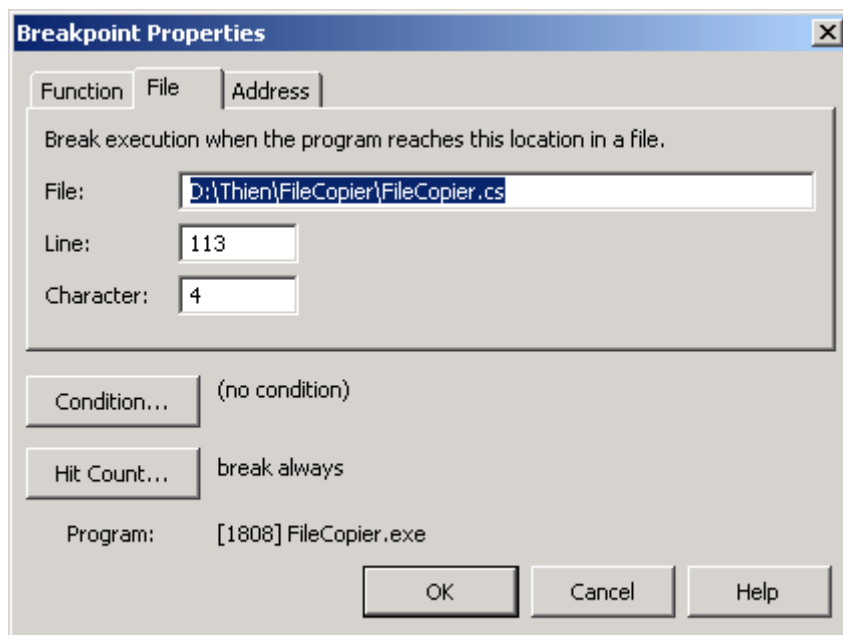 Breakpoint Properties
Function File Address
Break execution when the program reaches this location in a file.
File: D:\Thien\FileCopier\FileCopier.cs
Line: 113
Character: 4
Condition... (no condition)
Hit Count... break always
Program: [1808] FileCopier.exe
OK Cancel Help